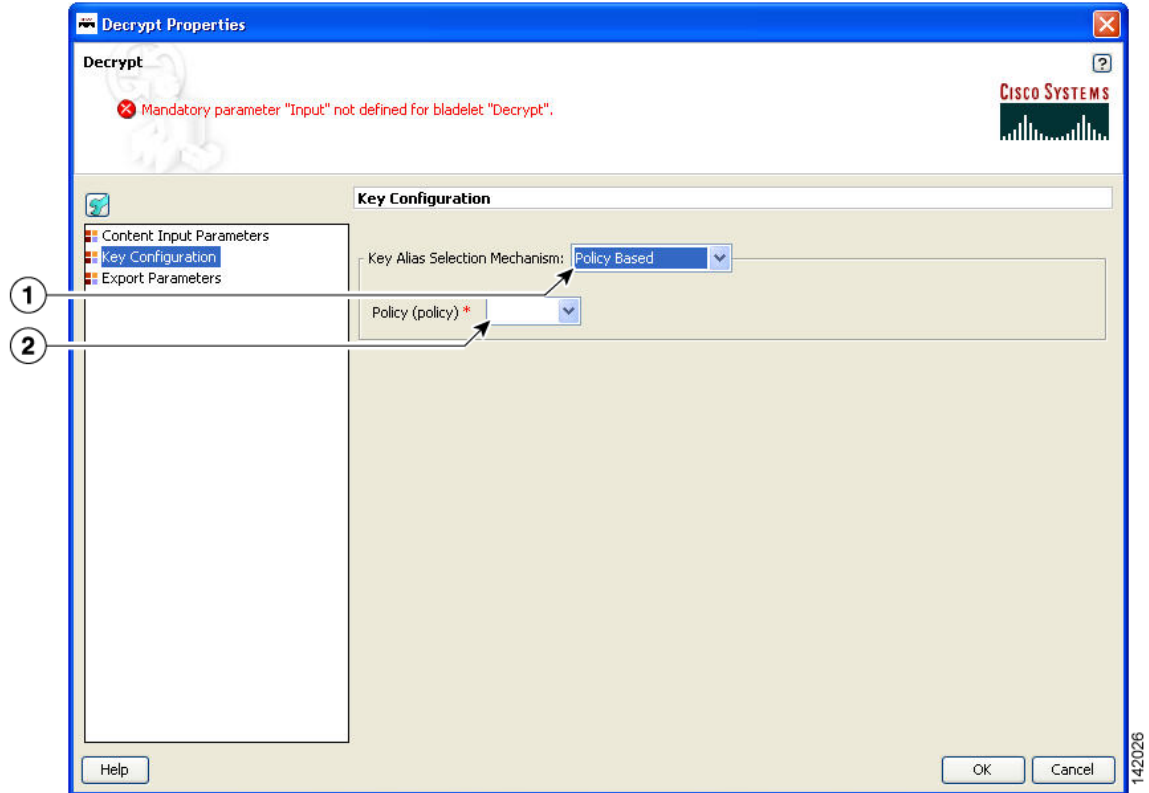 Decrypt Properties
Decrypt
?
CISCO SYSTEMS
Mandatory parameter "Input" not defined for bladelet "Decrypt".
Key Configuration
Content Input Parameters
Key Configuration
Export Parameters
Key Alias Selection Mechanism: Policy Based
1
Policy (policy) *
2
Help
OK
Cancel
142026